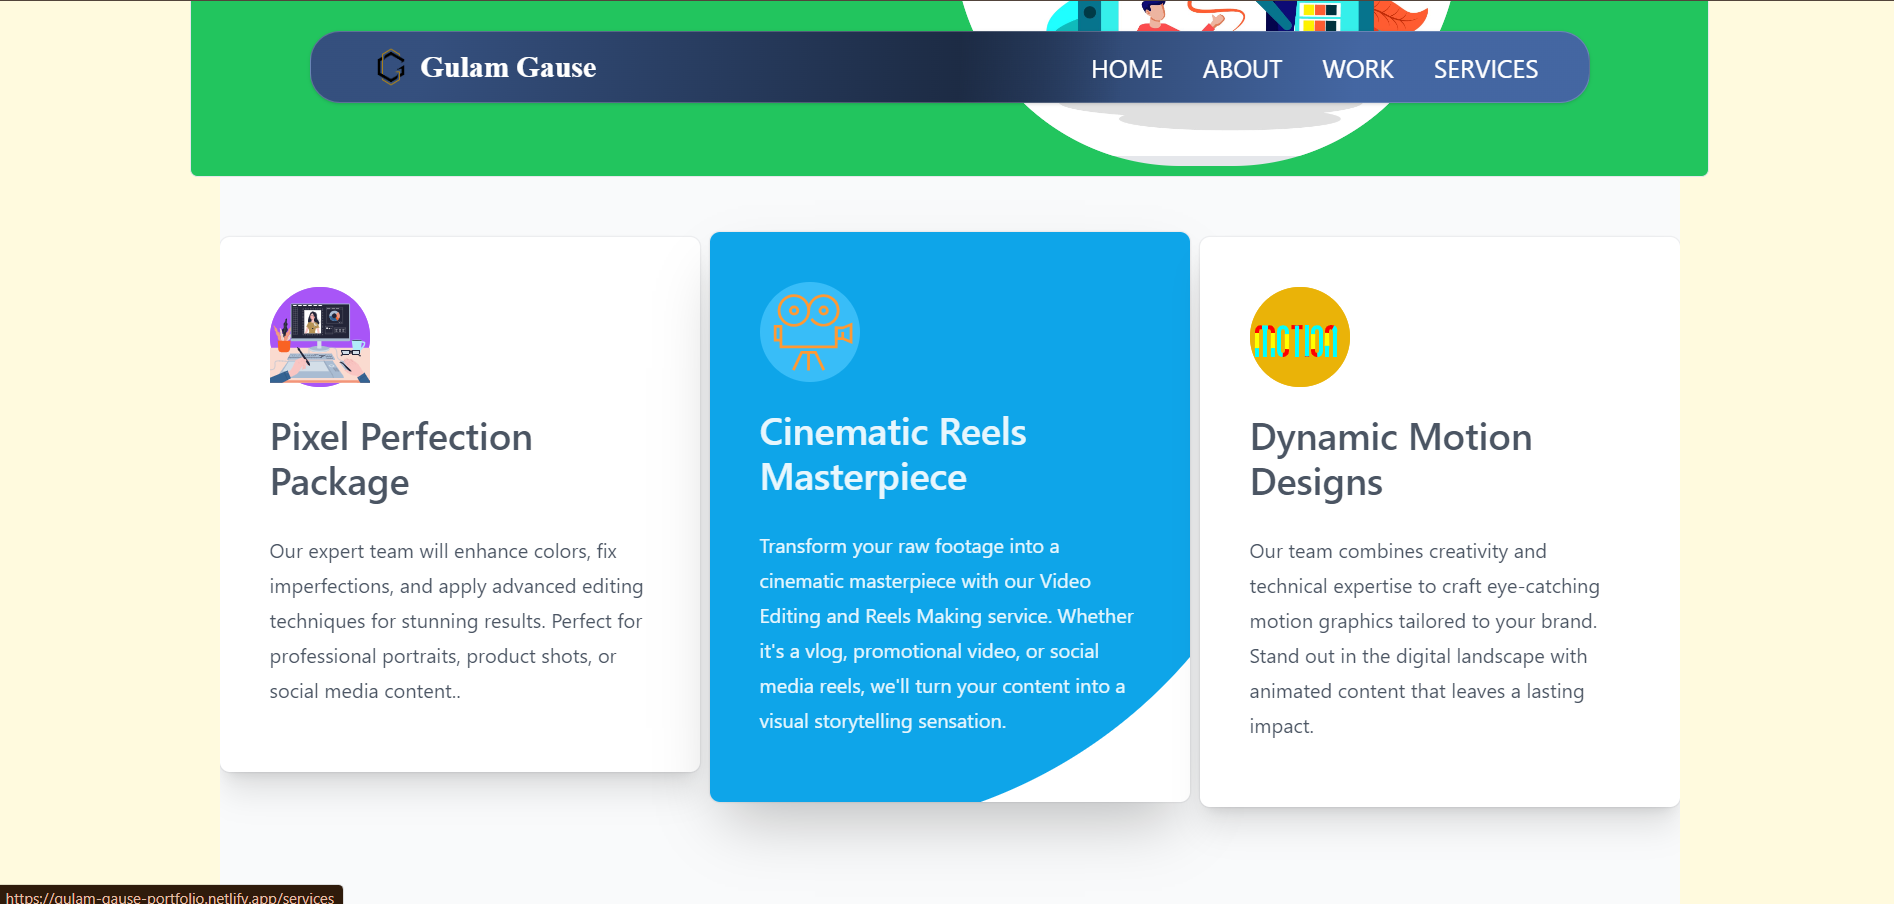 Gulam Gause
HOME ABOUT WORK SERVICES
Pixel Perfection
Package
Our expert team will enhance colors, fix
imperfections, and apply advanced editing
techniques for stunning results. Perfect for
professional portraits, product shots, or
social media content..
Cinematic Reels
Masterpiece
Transform your raw footage into a
cinematic masterpiece with our Video
Editing and Reels Making service. Whether
it's a vlog, promotional video, or social
media reels, we'll turn your content into a
visual storytelling sensation.
MOTION
Dynamic Motion
Designs
Our team combines creativity and
technical expertise to craft eye-catching
motion graphics tailored to your brand.
Stand out in the digital landscape with
animated content that leaves a lasting
impact.
https://gulam-gause-portfolio.netlify.app/services